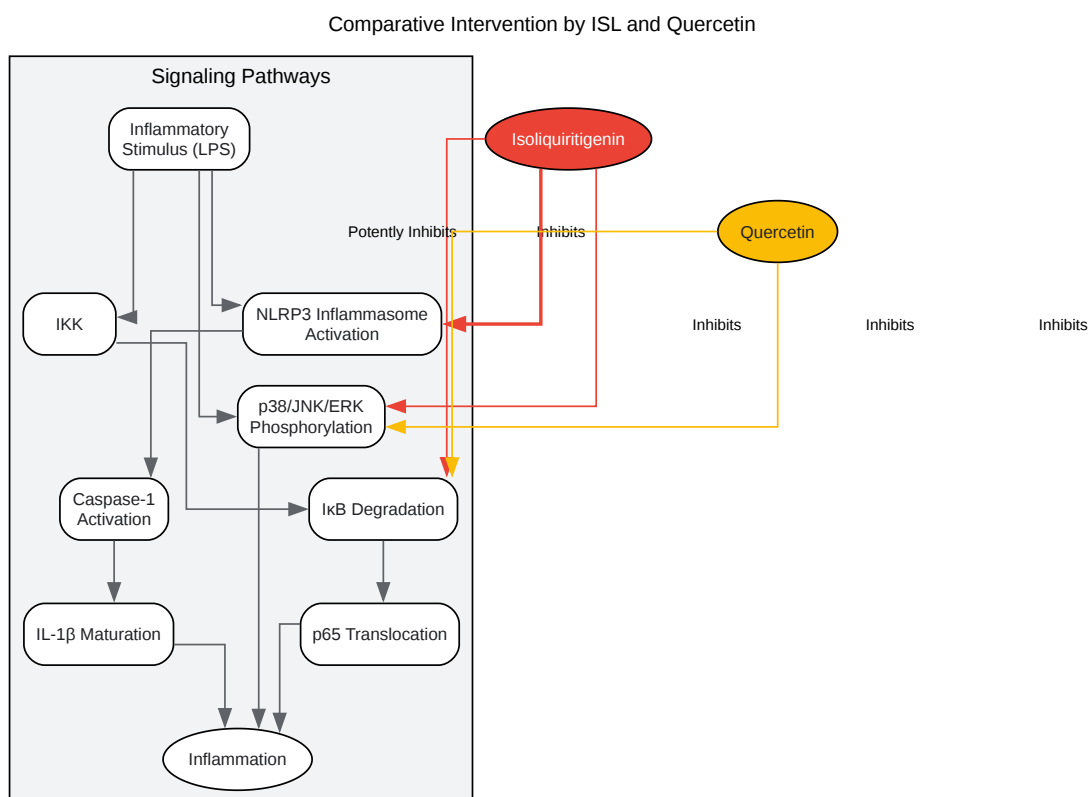 Comparative Intervention by ISL and Quercetin
Signaling Pathways
Inflammatory
Stimulus (LPS)
Isoliquiritigenin
Potently Inhibits
Inhibits
Quercetin
IKK
NLRP3 Inflammasome
Activation
Inhibits
Inhibits
Inhibits
p38/JNK/ERK
Phosphorylation
Caspase-1
Activation
IκB Degradation
IL-1β Maturation
p65 Translocation
Inflammation